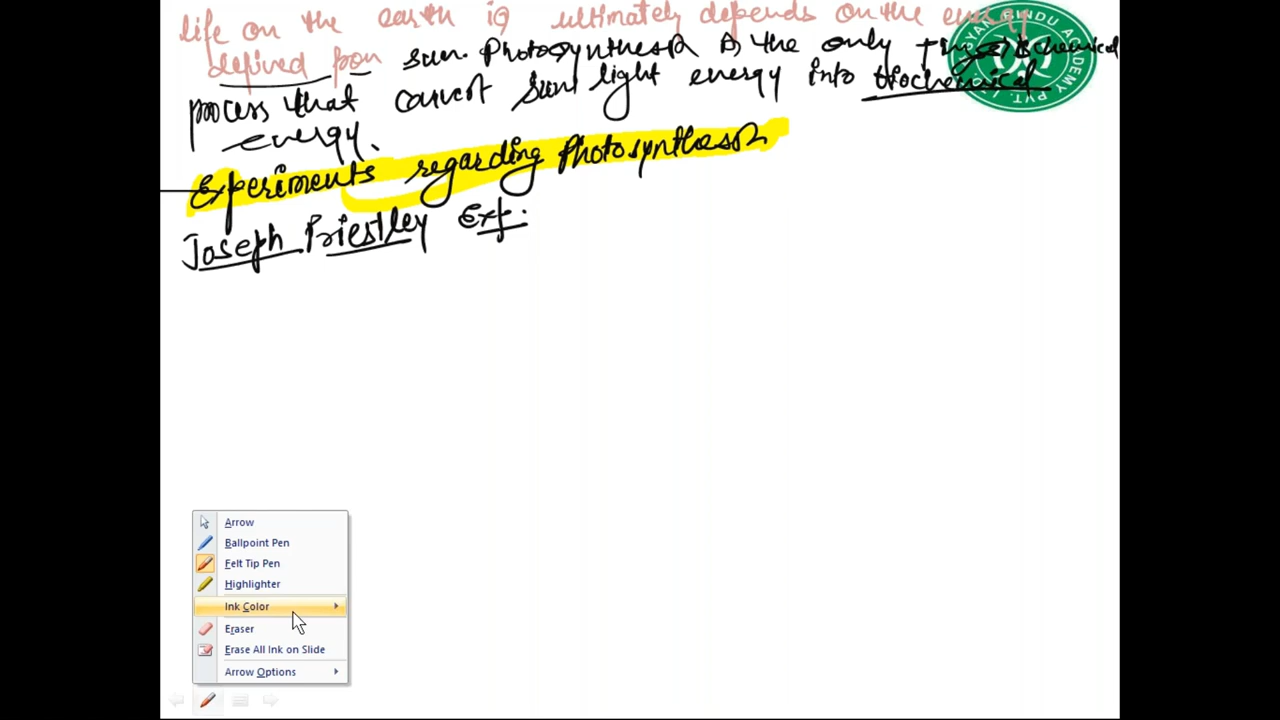 life on the earth is ultimately depends on the energy
defined from sun. Photosynthesis is the only
process that convert sun light energy into biochemical
energy.
Experiments regarding Photosynthesis
Joseph Priestley Exp.
Arrow
Ballpoint Pen
Felt Tip Pen
Highlighter
Ink Color
Eraser
Erase All Ink on Slide
Arrow Options